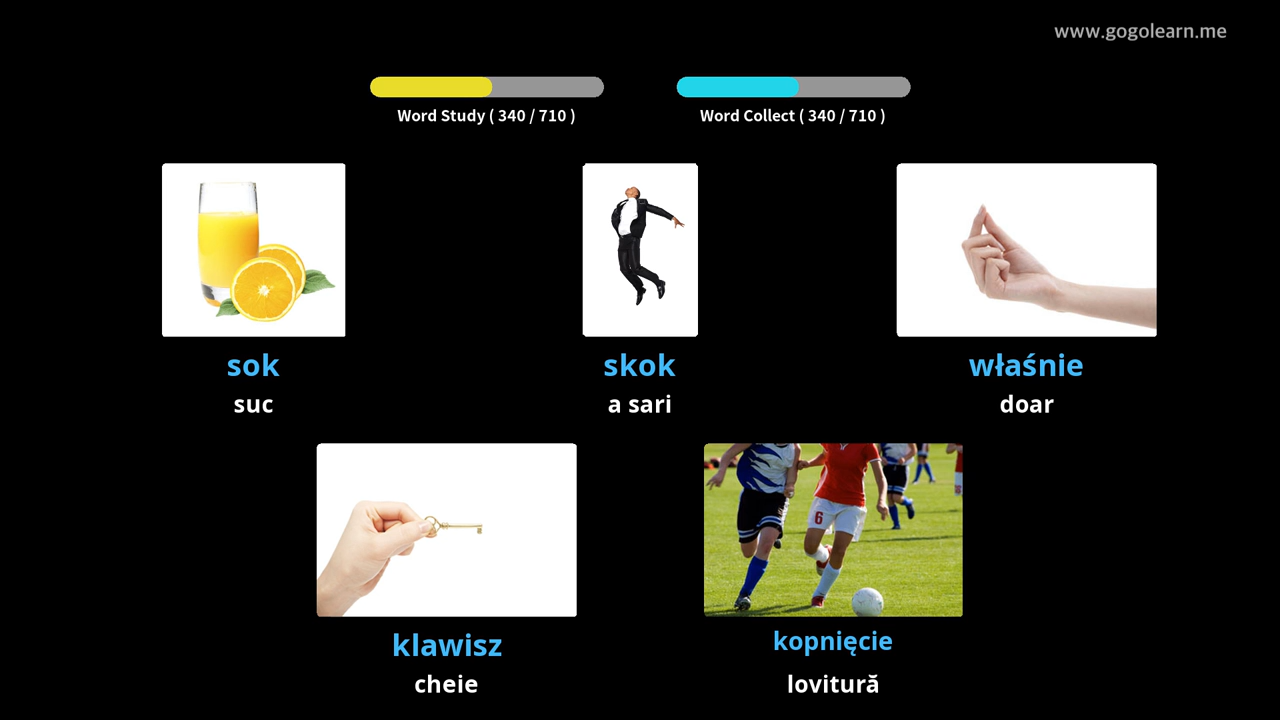 www.gogolearn.me
Word Study ( 340 / 710 )
Word Collect ( 340 / 710 )
sok
suc
skok
a sari
właśnie
doar
klawisz
cheie
kopnięcie
lovitură
6